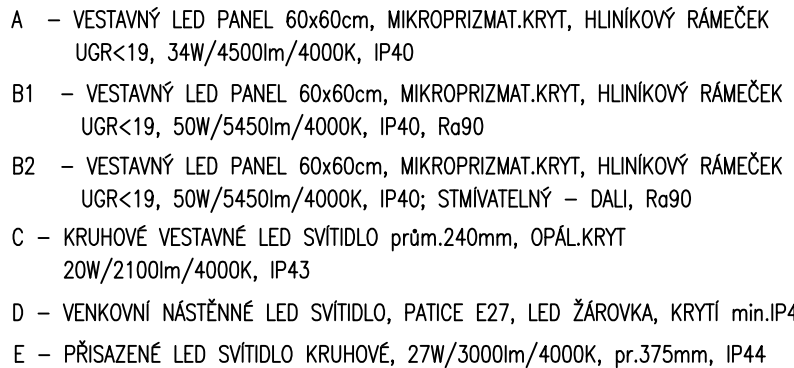 A – VESTAVNÝ LED PANEL 60x60cm, MIKROPRIZMAT.KRYT, HLINÍKOVÝ RÁMEČEK
UGR<19, 34W/4500lm/4000K, IP40
B1 – VESTAVNÝ LED PANEL 60x60cm, MIKROPRIZMAT.KRYT, HLINÍKOVÝ RÁMEČEK
UGR<19, 50W/5450lm/4000K, IP40, Ra90
B2 – VESTAVNÝ LED PANEL 60x60cm, MIKROPRIZMAT.KRYT, HLINÍKOVÝ RÁMEČEK
UGR<19, 50W/5450lm/4000K, IP40; STMÍVATELNÝ – DALI, Ra90
C – KRUHOVÉ VESTAVNÉ LED SVÍTIDLO prům.240mm, OPÁL.KRYT
20W/2100lm/4000K, IP43
D – VENKOVNÍ NÁSTĚNNÉ LED SVÍTIDLO, PATICE E27, LED ŽÁROVKA, KRYTÍ min.IP4
E – PŘISAZENÉ LED SVÍTIDLO KRUHOVÉ, 27W/3000lm/4000K, pr.375mm, IP44